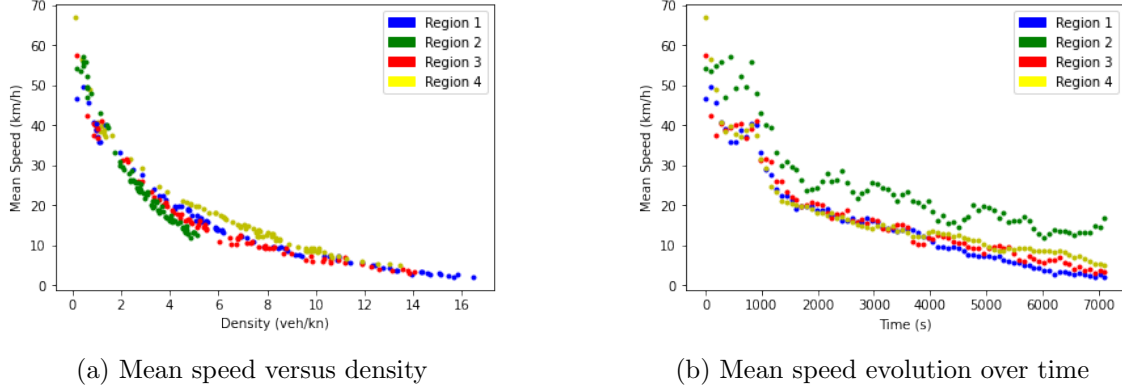 70
60
50
40
30
20
10
0
Mean Speed (km/h)
0 2 4 6 8 10 12 14 16
Density (veh/kn)
Region 1
Region 2
Region 3
Region 4
(a) Mean speed versus density
70
60
50
40
30
20
10
0
Mean Speed (km/h)
0 1000 2000 3000 4000 5000 6000 7000
Time (s)
Region 1
Region 2
Region 3
Region 4
(b) Mean speed evolution over time